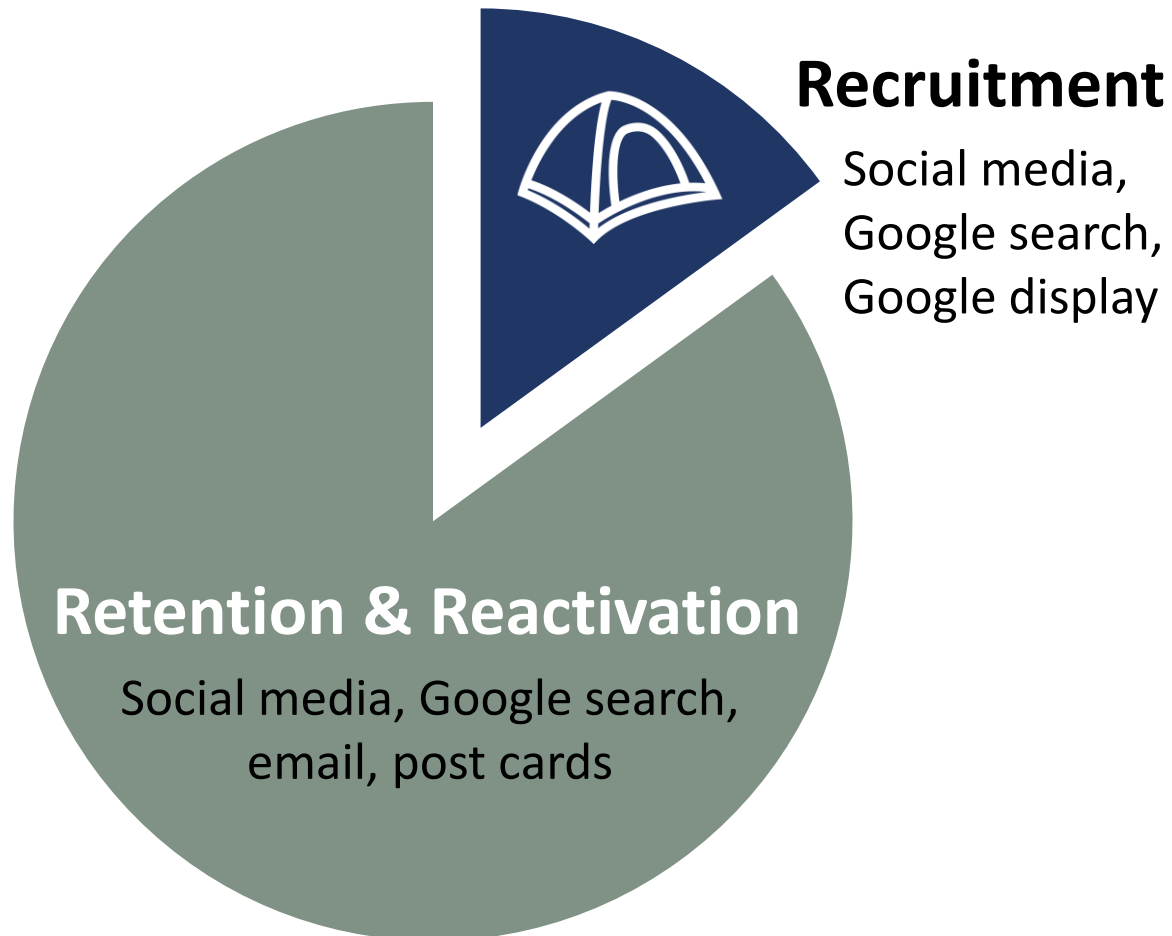 Recruitment
Social media,
Google search,
Google display
Retention & Reactivation
Social media, Google search,
email, post cards